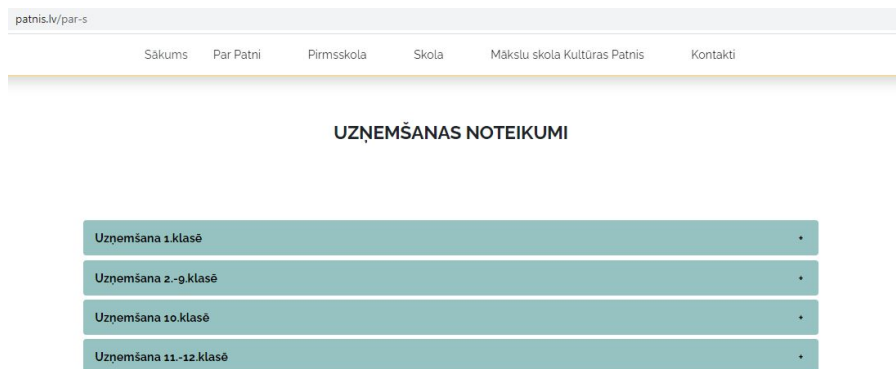 patnis.lv/par-s
Sākums Par Patni Pirmsskola Skola Mākslu skola Kultūras Patnis Kontakti
UZŅEMŠANAS NOTEIKUMI
Uzņemšana 1.klasē +
Uzņemšana 2.-9.klasē +
Uzņemšana 10.klasē +
Uzņemšana 11.-12.klasē +